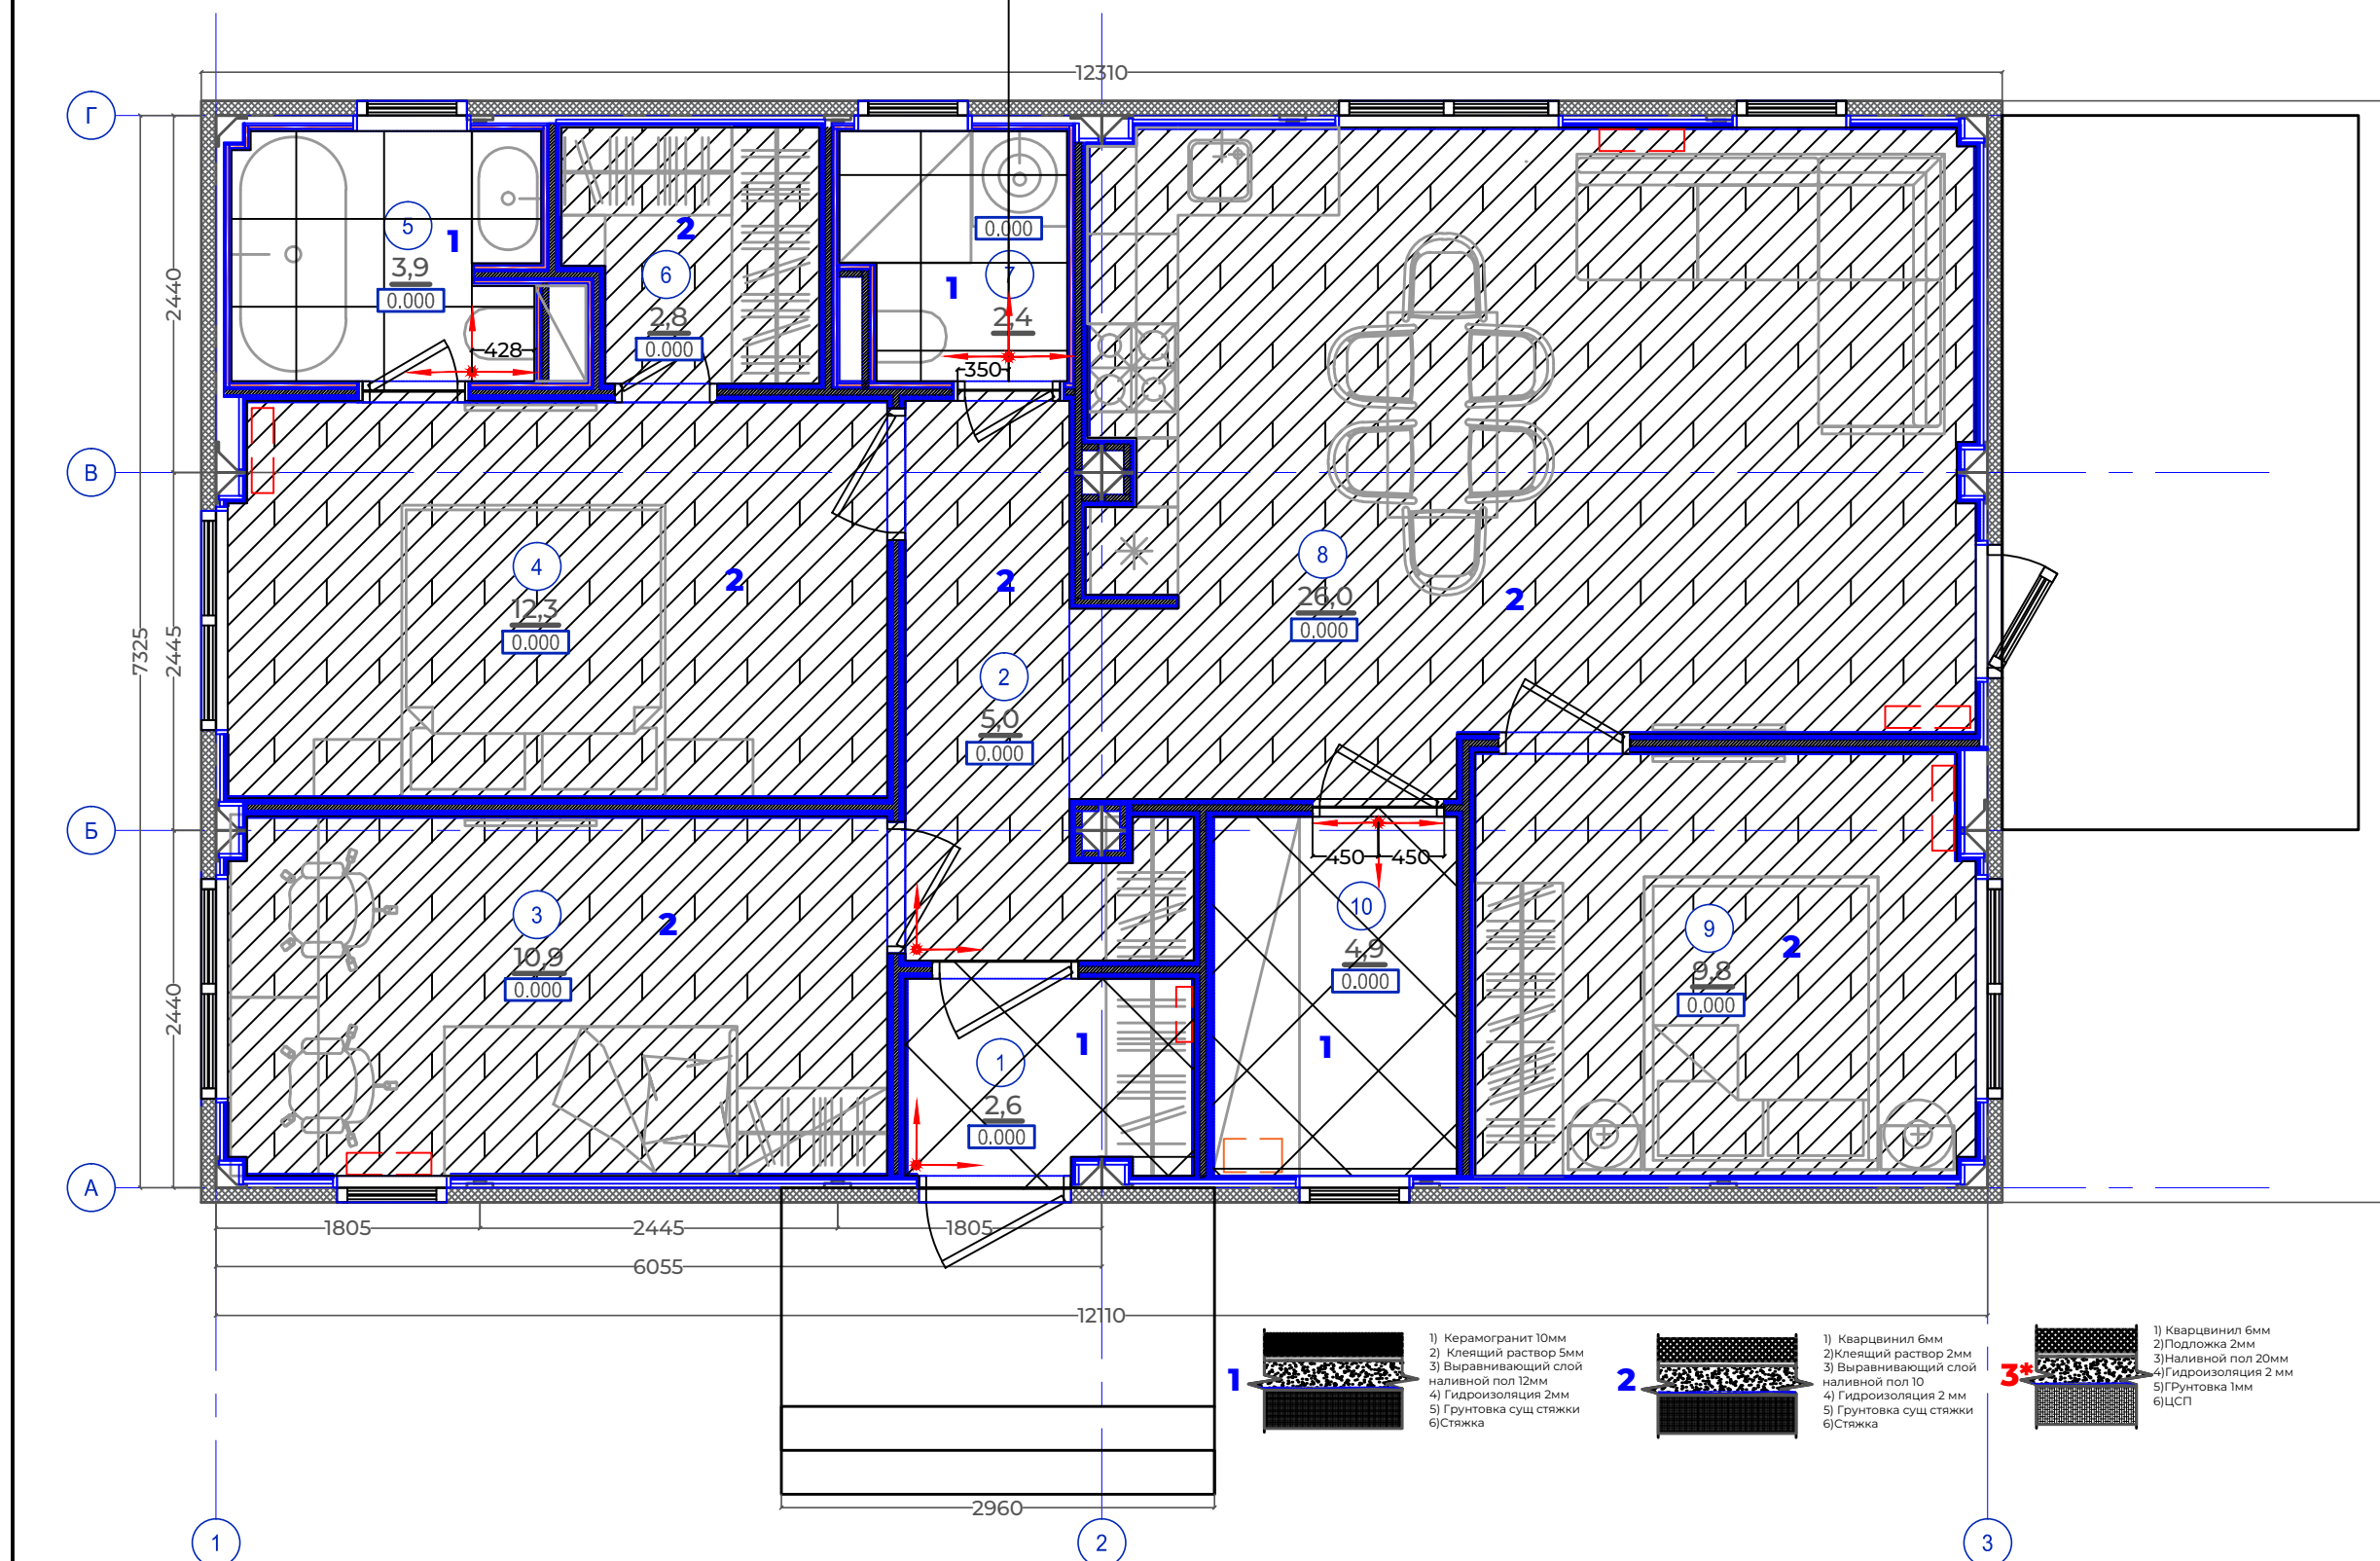 12310
Г
5
1
3,9
0.000
428
2
6
2,8
0.000
0.000
7
1
2,4
350
2440
В
4
2
12,3
0.000
2
2
5,0
0.000
8
26,0
0.000
2
7325
2445
Б
450
450
3
2
10,9
0.000
10
4,9
0.000
1
9
2
9,8
0.000
2440
1
1
2,6
0.000
А
1805
2445
1805
6055
12110
1
1) Керамогранит 10мм
2) Клеящий раствор 5мм
3) Выравнивающий слой
наливной пол 12мм
4) Гидроизоляция 2мм
5) Грунтовка сущ стяжки
6)Стяжка
2
1) Кварцвинил 6мм
2)Клеящий раствор 2мм
3) Выравнивающий слой
наливной пол 10
4) Гидроизоляция 2 мм
5) Грунтовка сущ стяжки
6)Стяжка
3*
1) Кварцвинил 6мм
2)Подложка 2мм
3)Наливной пол 20мм
4)Гидроизоляция 2 мм
5)ГРунтовка 1мм
6)ЦСП
2960
1
2
3